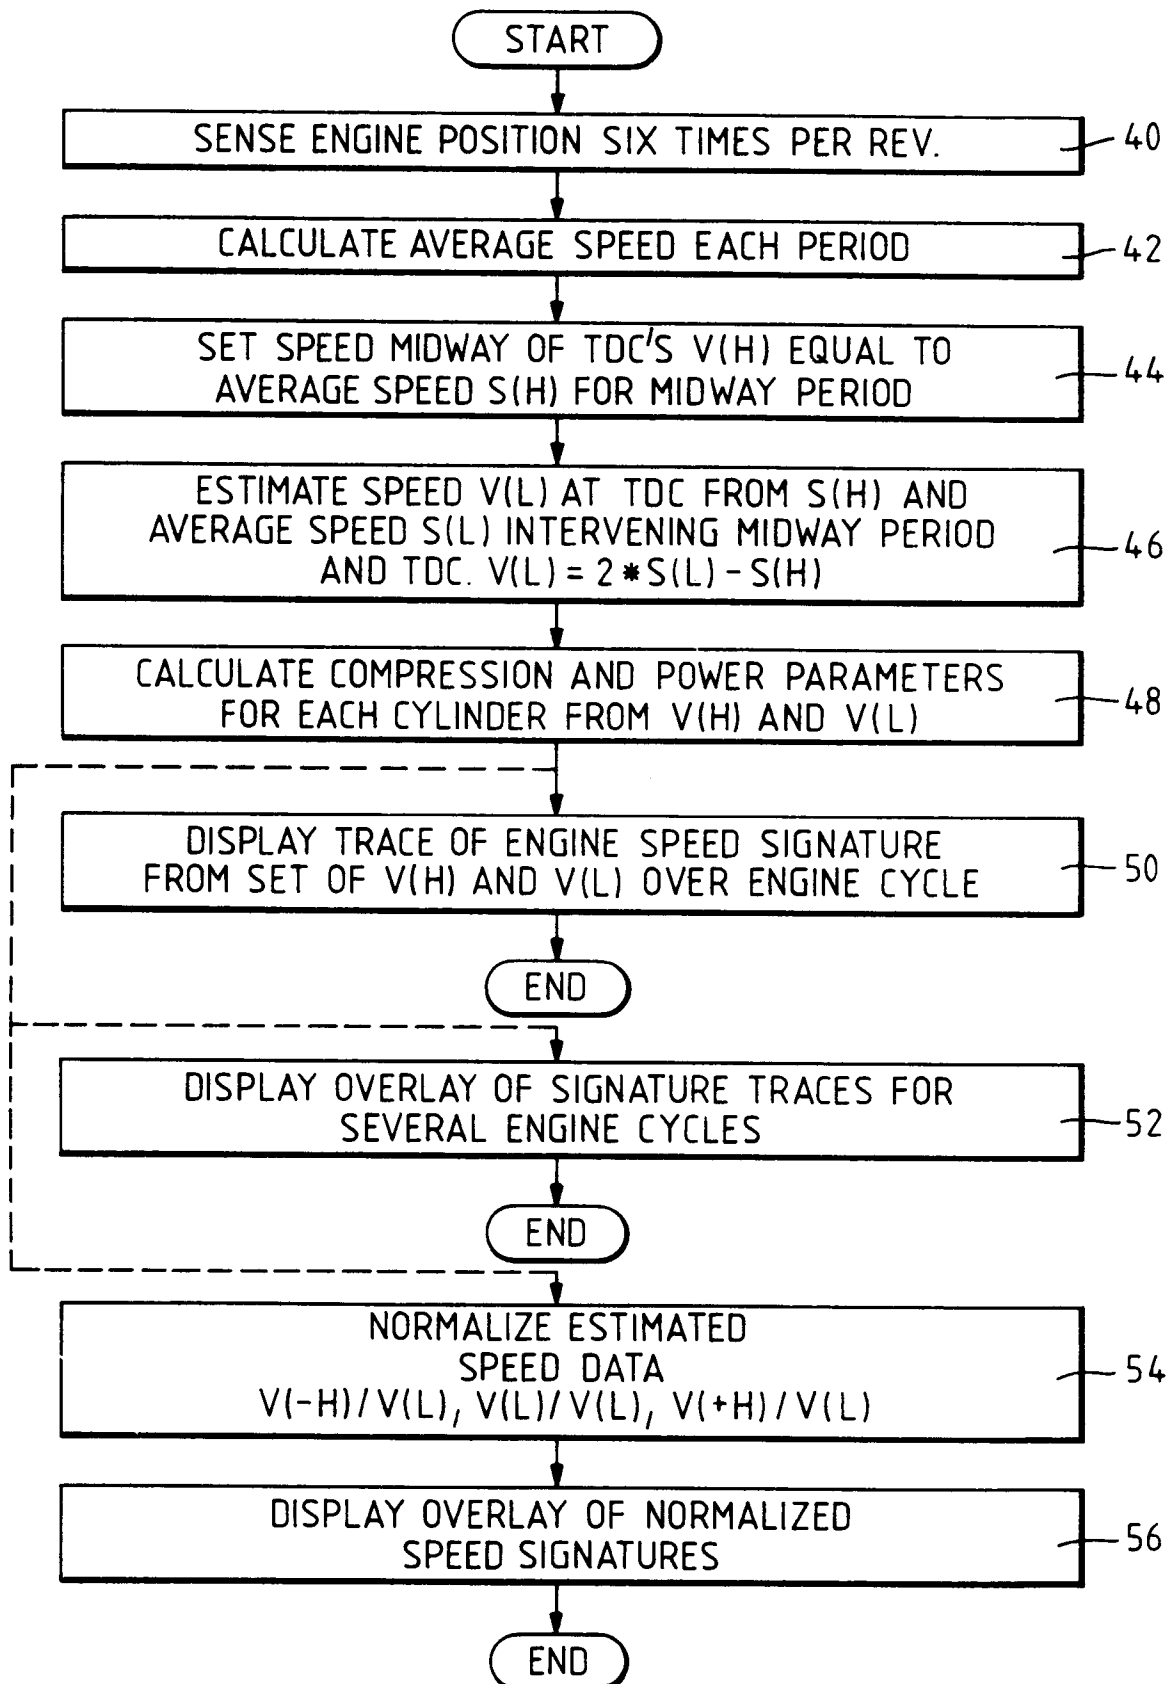 START
SENSE ENGINE POSITION SIX TIMES PER REV.
40
CALCULATE AVERAGE SPEED EACH PERIOD
42
SET SPEED MIDWAY OF TDC'S V(H) EQUAL TO
AVERAGE SPEED S(H) FOR MIDWAY PERIOD
44
ESTIMATE SPEED V(L) AT TDC FROM S(H) AND
AVERAGE SPEED S(L) INTERVENING MIDWAY PERIOD
AND TDC. V(L) = 2 * S(L) - S(H)
46
CALCULATE COMPRESSION AND POWER PARAMETERS
FOR EACH CYLINDER FROM V(H) AND V(L)
48
DISPLAY TRACE OF ENGINE SPEED SIGNATURE
FROM SET OF V(H) AND V(L) OVER ENGINE CYCLE
50
END
DISPLAY OVERLAY OF SIGNATURE TRACES FOR
SEVERAL ENGINE CYCLES
52
END
NORMALIZE ESTIMATED
SPEED DATA
V(-H)/V(L), V(L)/V(L), V(+H)/V(L)
54
DISPLAY OVERLAY OF NORMALIZED
SPEED SIGNATURES
56
END